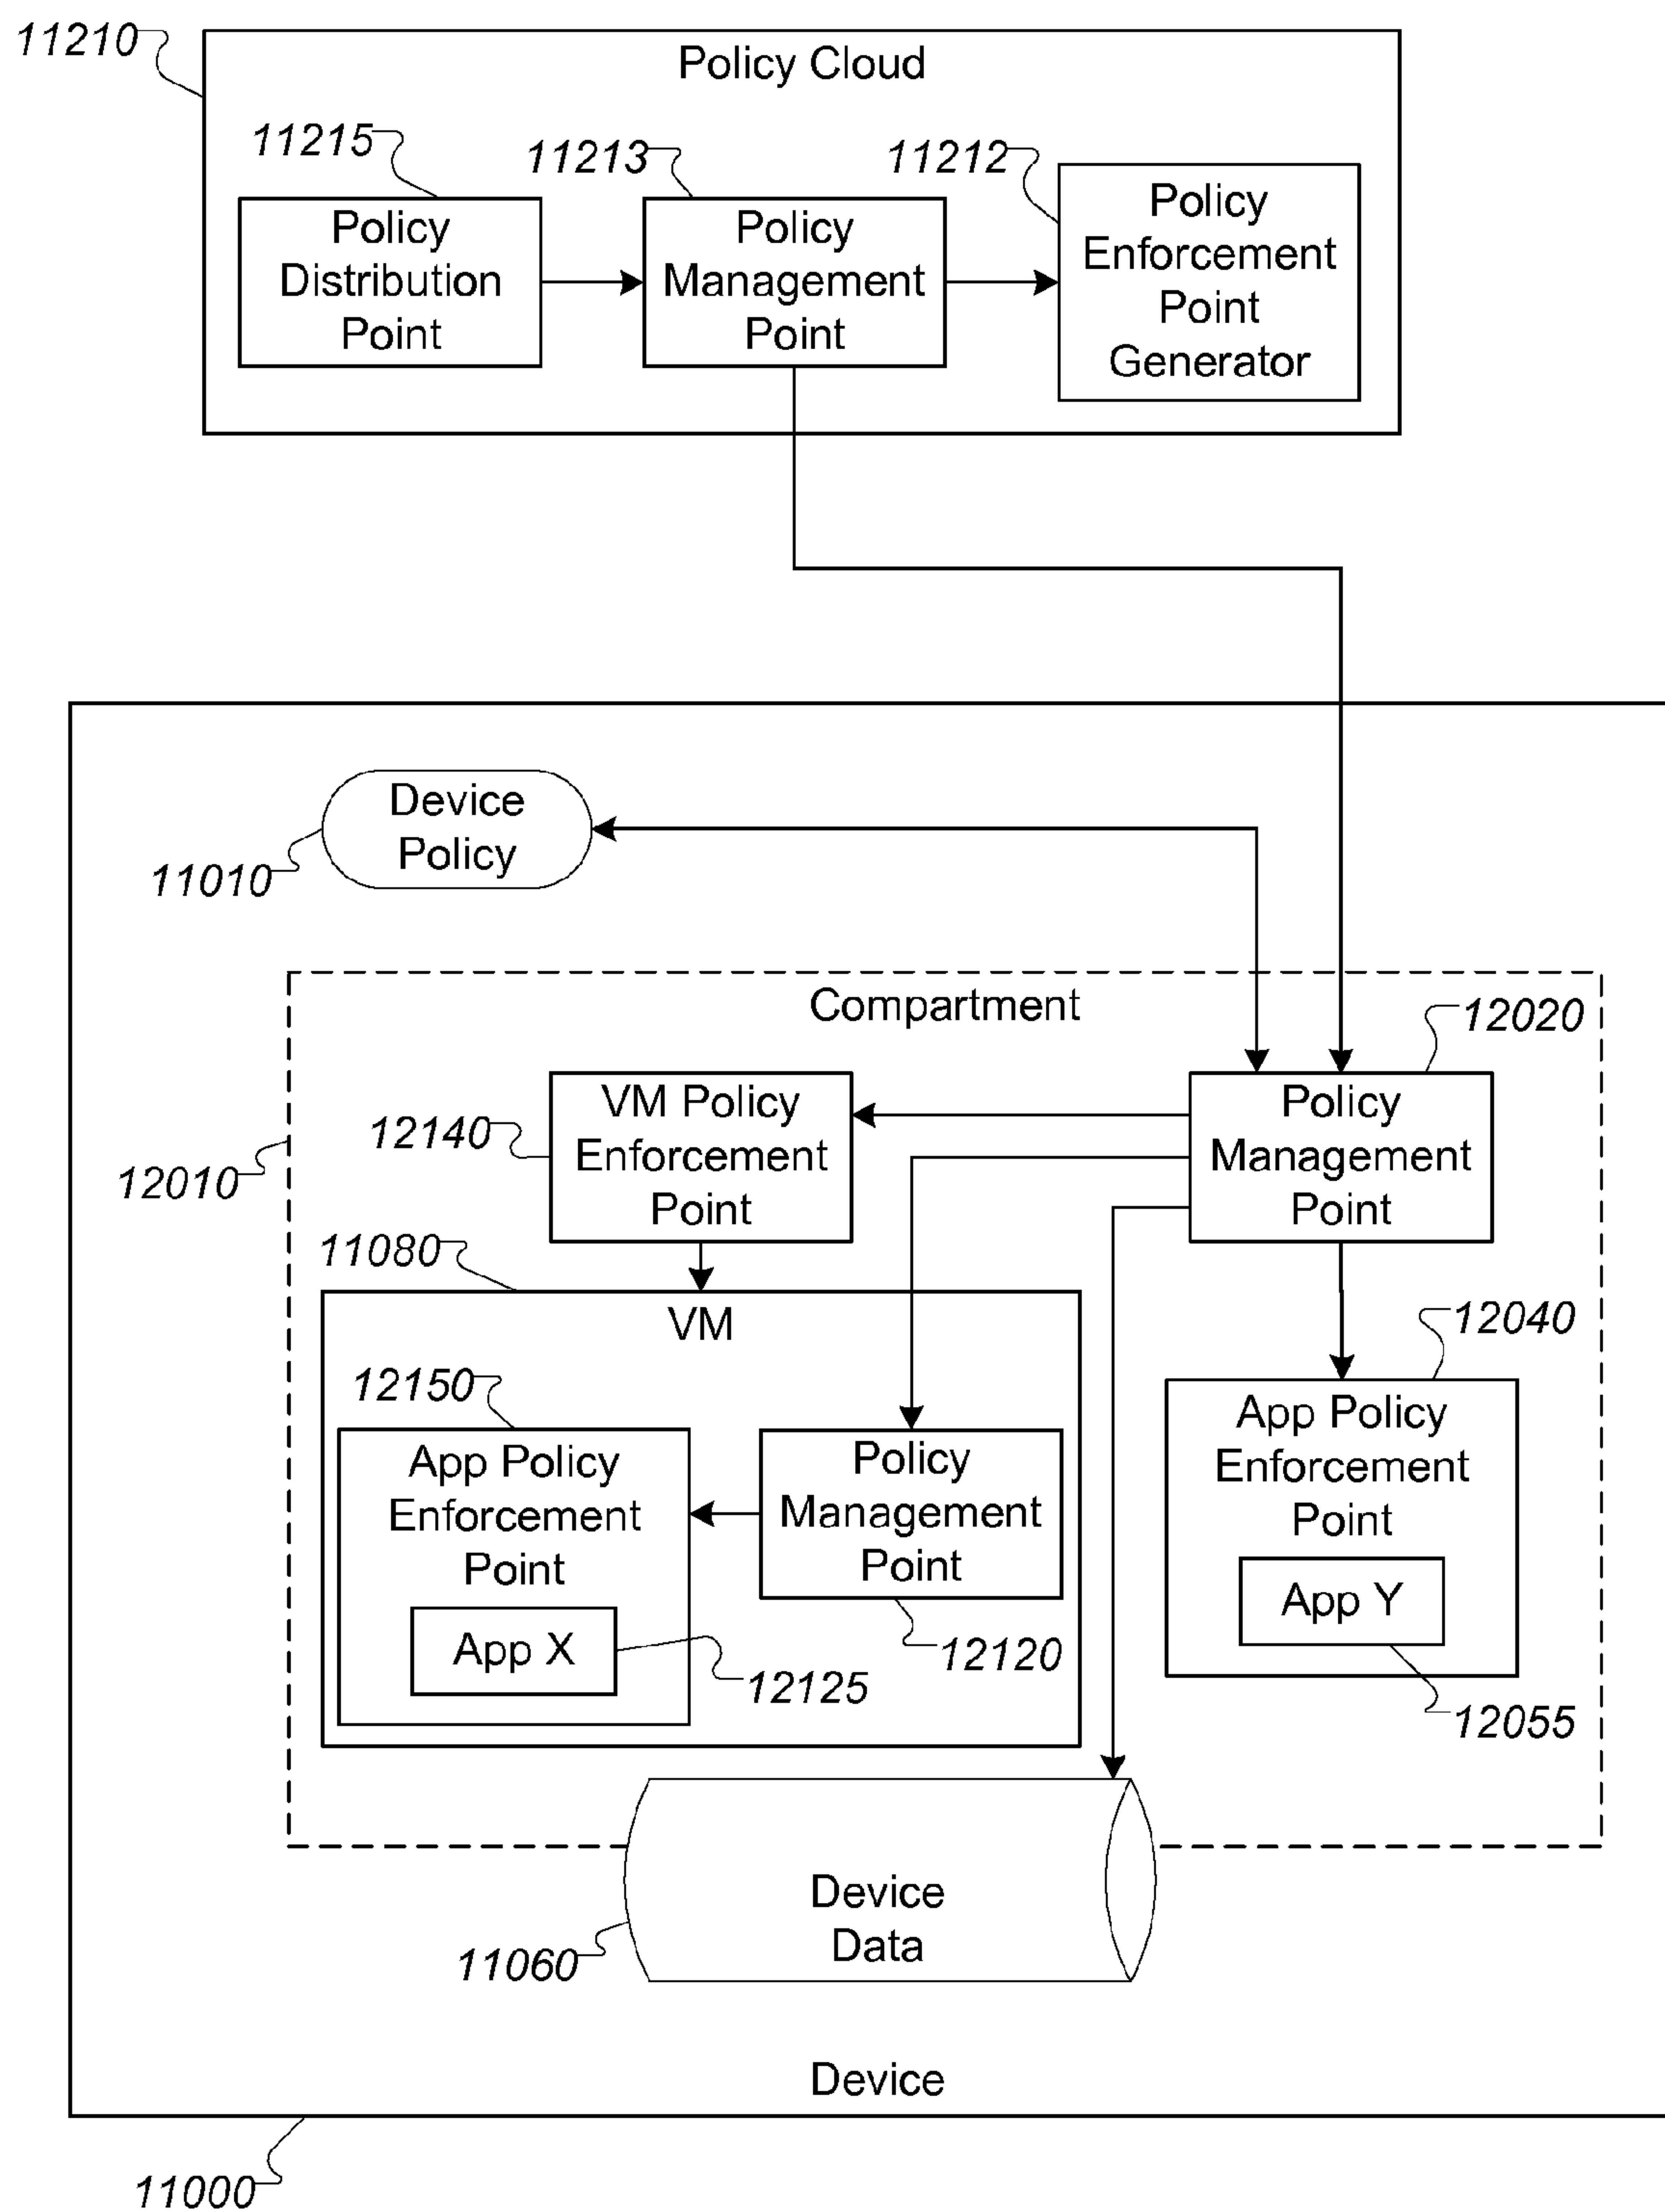 11210
Policy Cloud
11215
11213
11212
Policy
Distribution
Point
Policy
Management
Point
Policy
Enforcement
Point
Generator
Device
Policy
11010
Compartment
12020
VM Policy
Enforcement
Point
12140
Policy
Management
Point
12010
11080
VM
12040
12150
App Policy
Enforcement
Point
App X
Policy
Management
Point
App Policy
Enforcement
Point
App Y
12120
12125
12055
Device
Data
11060
Device
11000